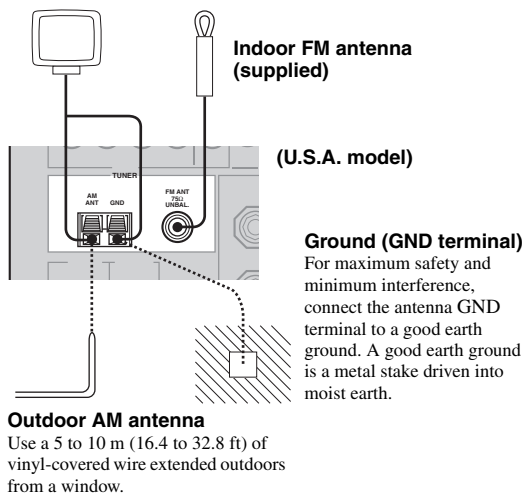 Indoor FM antenna
(supplied)
(U.S.A. model)
TUNER
AM
ANT
GND
FM ANT
75Ω
UNBAL.
Ground (GND terminal)
For maximum safety and
minimum interference,
connect the antenna GND
terminal to a good earth
ground. A good earth ground
is a metal stake driven into
moist earth.
Outdoor AM antenna
Use a 5 to 10 m (16.4 to 32.8 ft) of
vinyl-covered wire extended outdoors
from a window.